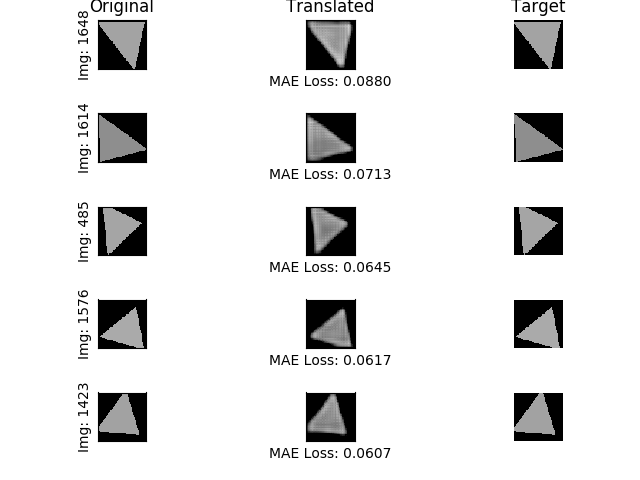 Original Translated Target
Img: 1648
MAE Loss: 0.0880
Img: 1614
MAE Loss: 0.0713
Img: 485
MAE Loss: 0.0645
Img: 1576
MAE Loss: 0.0617
Img: 1423
MAE Loss: 0.0607